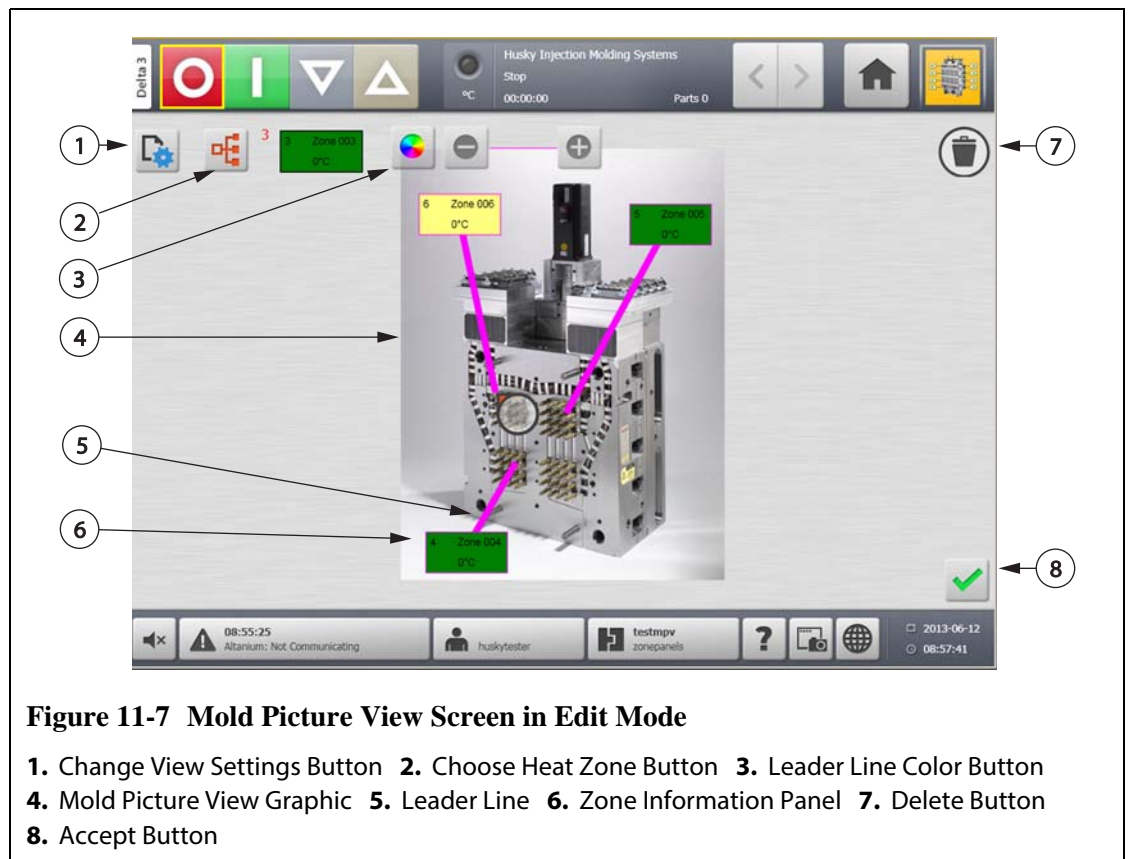 Delta 3
Husky Injection Molding Systems
Stop
°C
00:00:00
Parts 0
1
2
3
4
5
6
7
8
3
3 Zone 003
0°C
6 Zone 006
0°C
5 Zone 005
0°C
4 Zone 004
0°C
08:55:25
Altanium: Not Communicating
huskytester
testmpv
zonepanels
?
2013-06-12
08:57:41
Figure 11-7 Mold Picture View Screen in Edit Mode
1. Change View Settings Button 2. Choose Heat Zone Button 3. Leader Line Color Button
4. Mold Picture View Graphic 5. Leader Line 6. Zone Information Panel 7. Delete Button
8. Accept Button